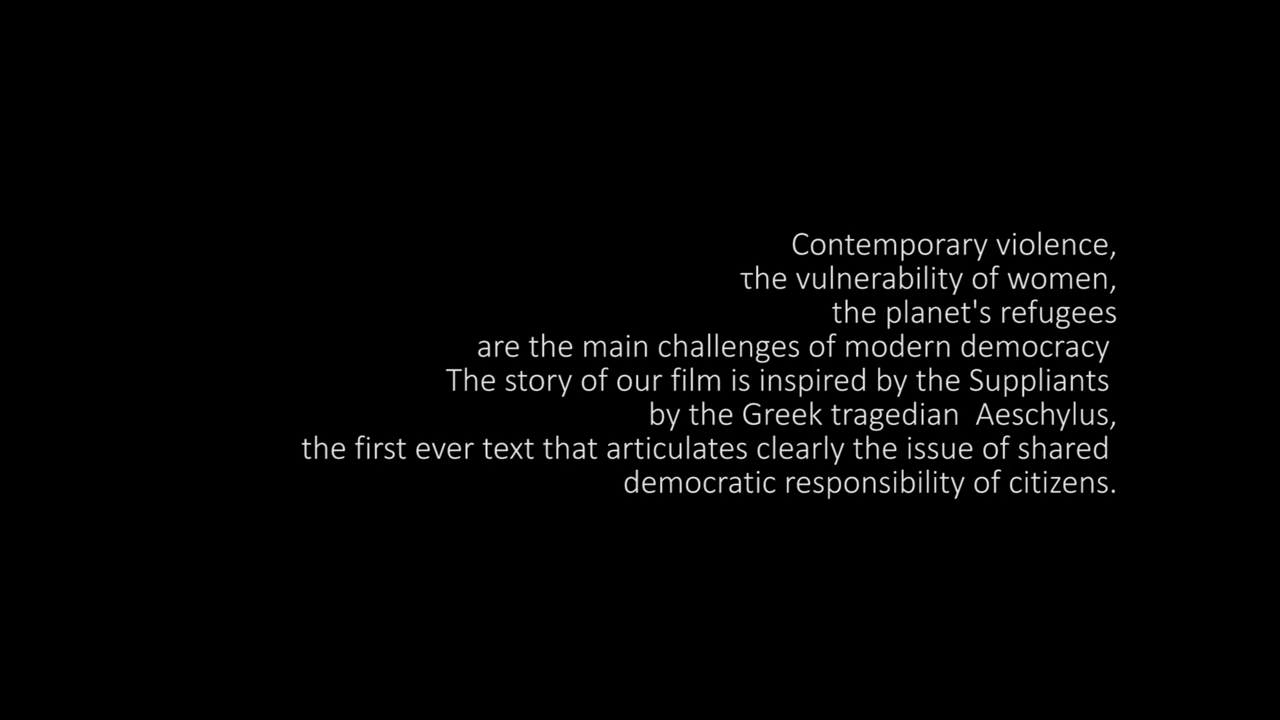 Contemporary violence,
τhe vulnerability of women,
the planet's refugees
are the main challenges of modern democracy
The story of our film is inspired by the Suppliants
by the Greek tragedian  Aeschylus,
the first ever text that articulates clearly the issue of shared
democratic responsibility of citizens.